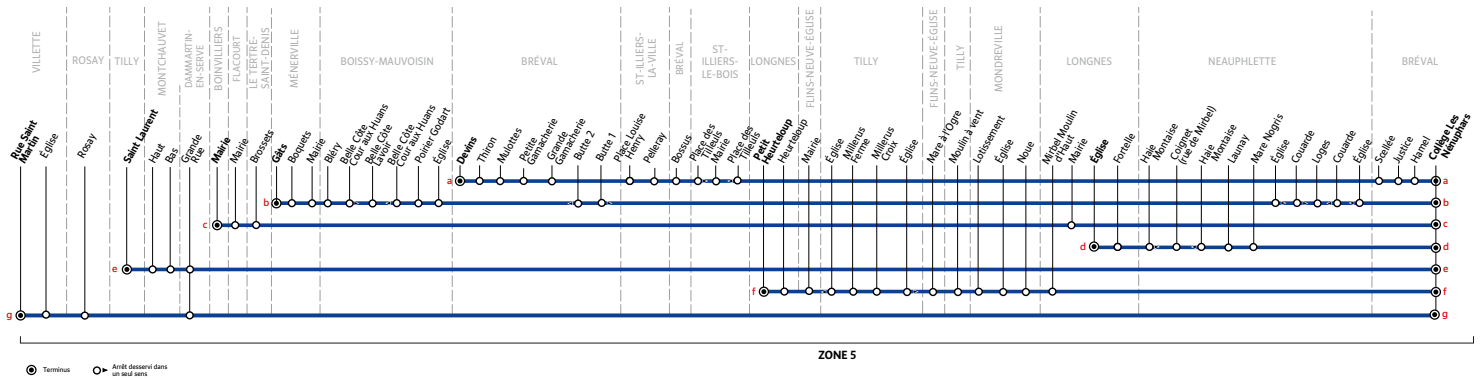 VILLETTE
ROSAY
TILLY
MONTCHAUVET
DAMMARTIN-
EN-SERVE
BOINVILLIERS
FLACOURT
LE TERTRE-
SAINT-DENIS
MÉNERVILLE
BOISSY-MAUVOISIN
BRÉVAL
ST-ILLIERS-
LA-VILLE
BRÉVAL
ST-
ILLIERS-
LE-BOIS
LONGNES
FLINS-NEUVE-ÉGLISE
TILLY
FLINS-NEUVE-ÉGLISE
TILLY
MONDREVILLE
LONGNES
NEAUPHLETTE
BRÉVAL
Rue Saint
Martin
Église
Rosay
Saint Laurent
Haut
Bas
Grande
Rue
Mairie
Mairie
Brossets
Gâts
Boquets
Mairie
Bléry
Belle Côte
Cour aux Huans
Belle Côte
Lavoir
Belle Côte
Cour aux Huans
Poirier Godart
Église
Devins
Thiron
Mulottes
Petite
Gamacherie
Grande
Gamacherie
Butte 2
Butte 1
Place Louise
Henry
Pelleray
Bossus
Place des
Tilleuls
Mairie
Place des
Tilleuls
Petit
Heurteloup
Heurteloup
Mairie
Église
Millerus
Ferme
Millerus
Croix
Église
Mare à l'Ogre
Moulin à vent
Lotissement
Église
Noue
Mirbel Moulin
d'Haut
Mairie
Église
Fortelle
Haie
Montaise
Coignet
(rue de Mirbel)
Haie
Montaise
Launay
Mare Nogris
Église
Couarde
Loges
Couarde
Église
Scellée
Justice
Hamel
Collège Les
Nénuphars
a a
b b
c c
d d
e e
f f
g g
ZONE 5
Terminus
Arrêt desservi dans
un seul sens